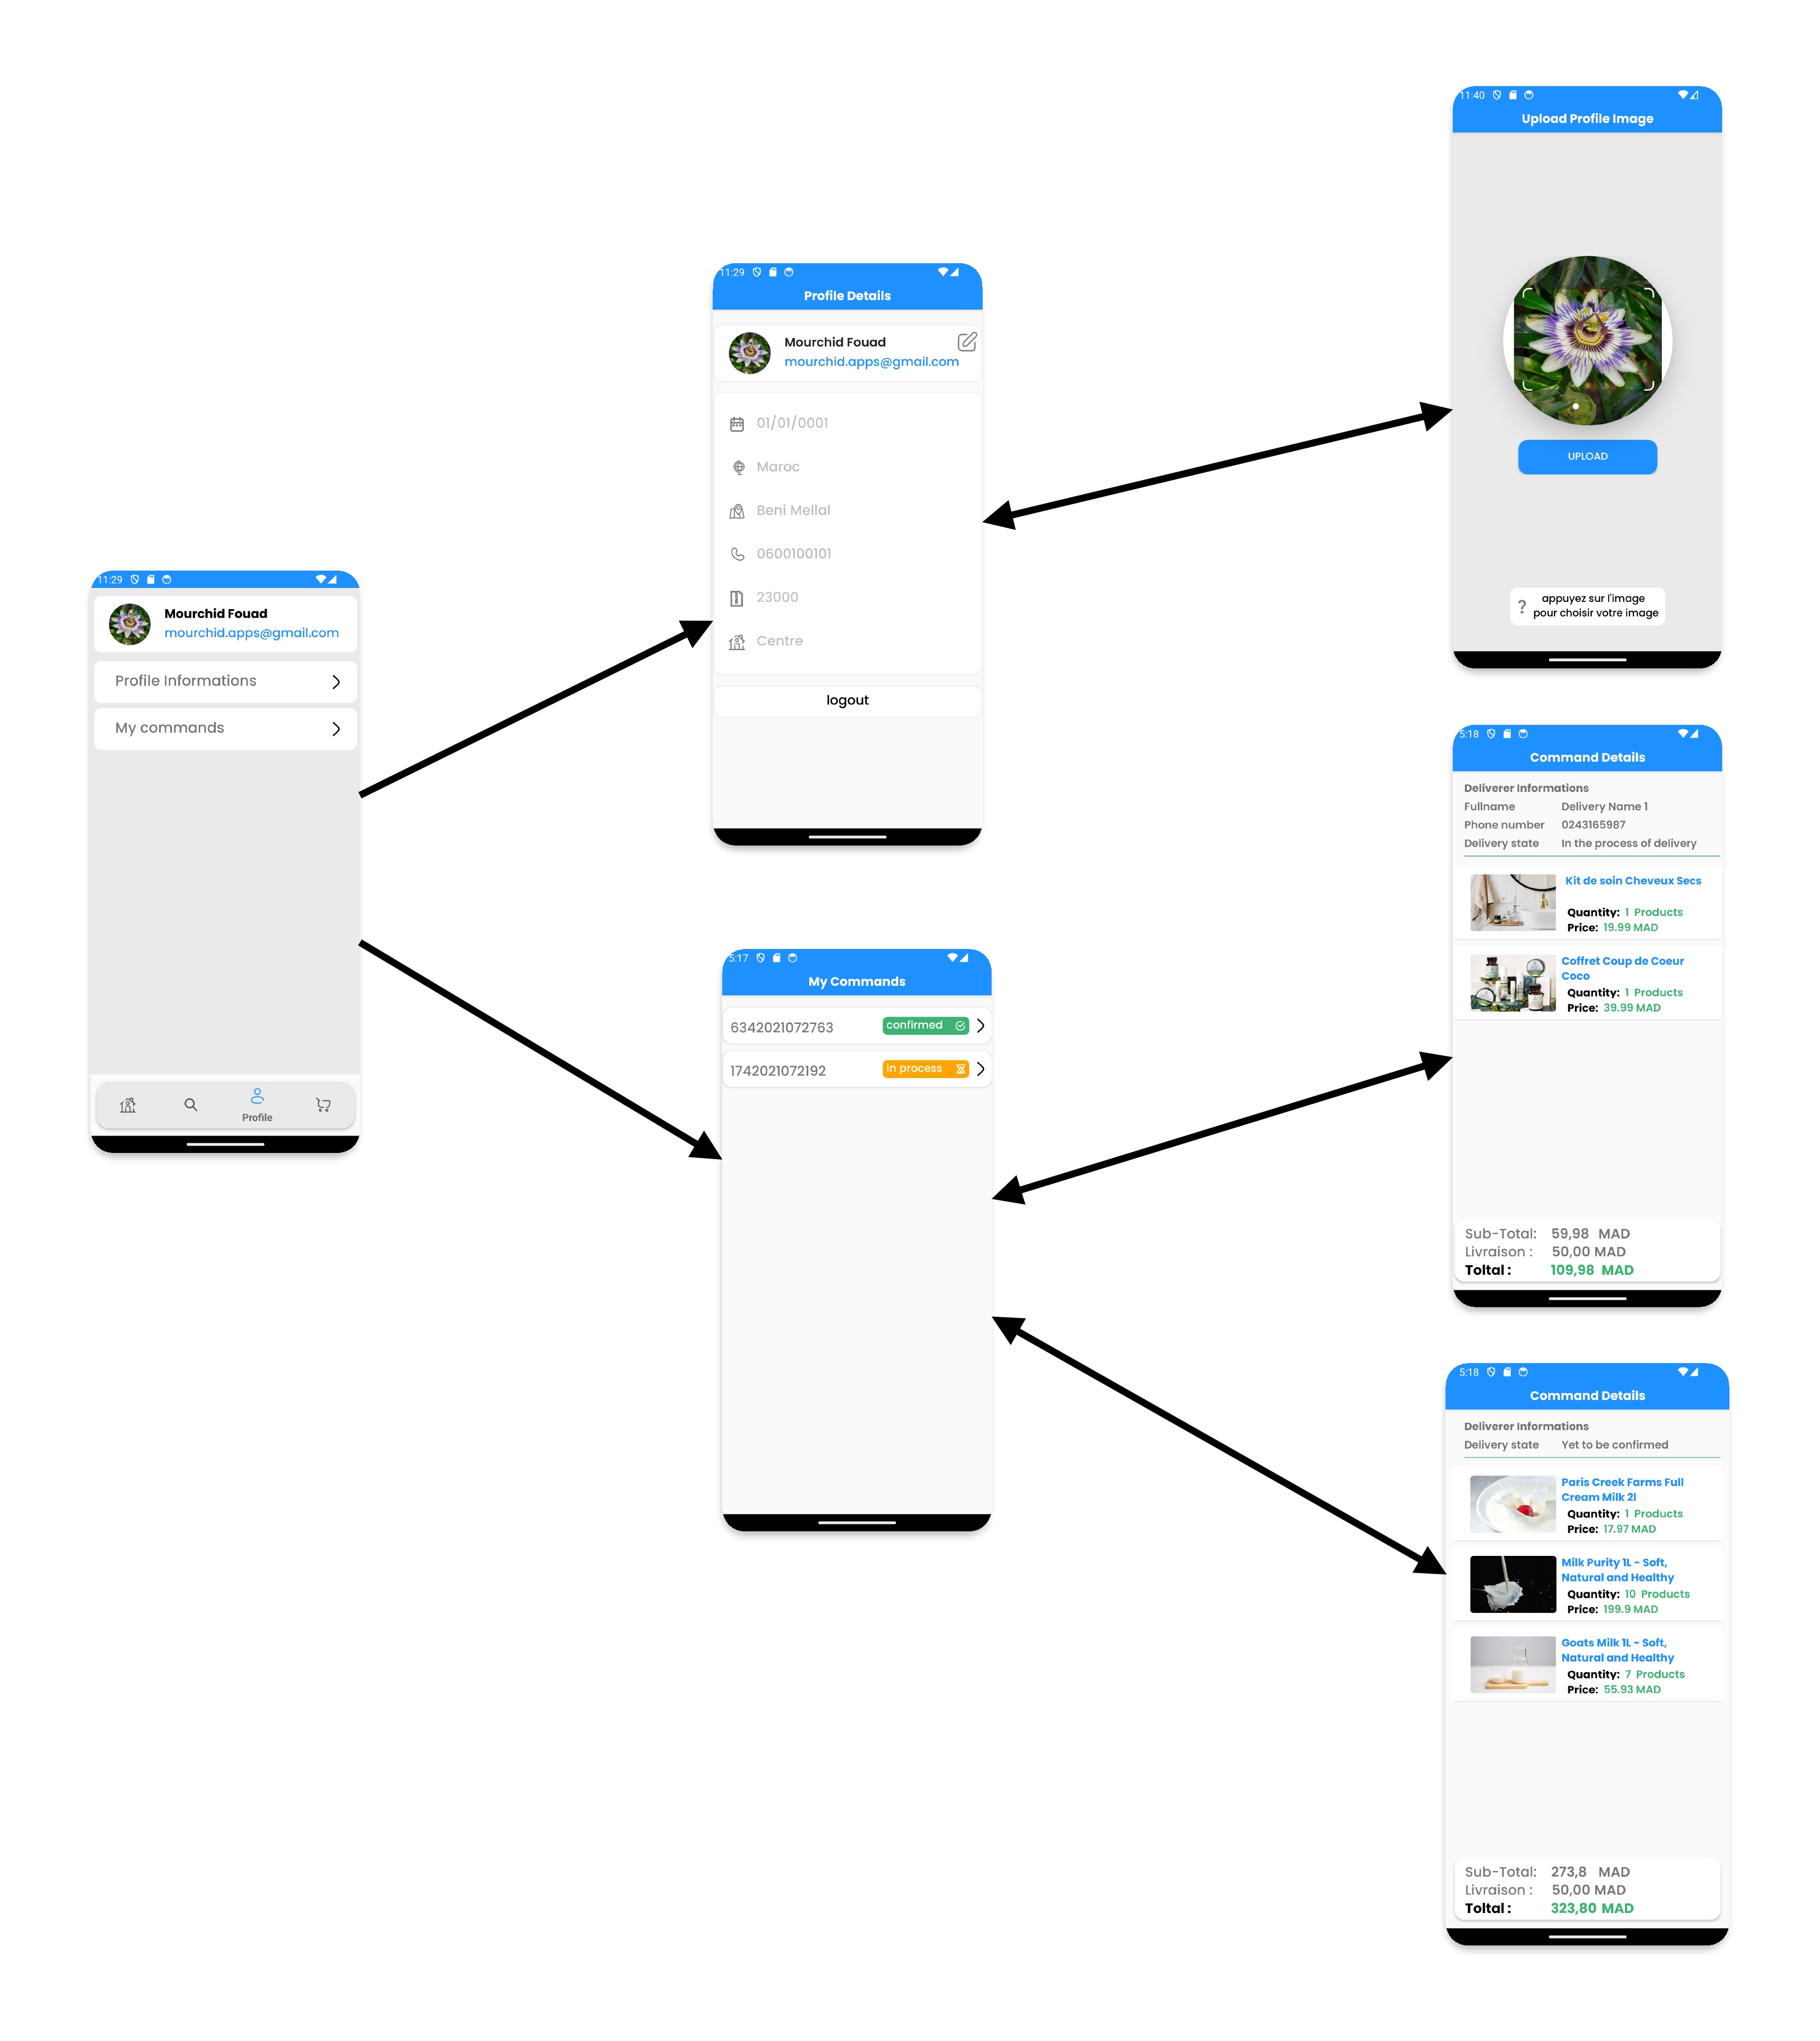 11:29
Mourchid Fouad
mourchid.apps@gmail.com
Profile Informations
My commands
Profile
11:29
Profile Details
Mourchid Fouad
mourchid.apps@gmail.com
01/01/0001
Maroc
Beni Mellal
0600100101
23000
Centre
logout
5:17
My Commands
6342021072763 confirmed
1742021072192 in process
11:40
Upload Profile Image
UPLOAD
? appuyez sur l'image
pour choisir votre image
5:18
Command Details
Deliverer Informations
Fullname Delivery Name 1
Phone number 0243165987
Delivery state In the process of delivery
Kit de soin Cheveux Secs
Quantity: 1 Products
Price: 19.99 MAD
Coffret Coup de Coeur
Coco
Quantity: 1 Products
Price: 39.99 MAD
Sub-Total: 59,98 MAD
Livraison : 50,00 MAD
Toltal : 109,98 MAD
5:18
Command Details
Deliverer Informations
Delivery state Yet to be confirmed
Paris Creek Farms Full
Cream Milk 2l
Quantity: 1 Products
Price: 17.97 MAD
Milk Purity 1L - Soft,
Natural and Healthy
Quantity: 10 Products
Price: 199.9 MAD
Goats Milk 1L - Soft,
Natural and Healthy
Quantity: 7 Products
Price: 55.93 MAD
Sub-Total: 273,8 MAD
Livraison : 50,00 MAD
Toltal : 323,80 MAD